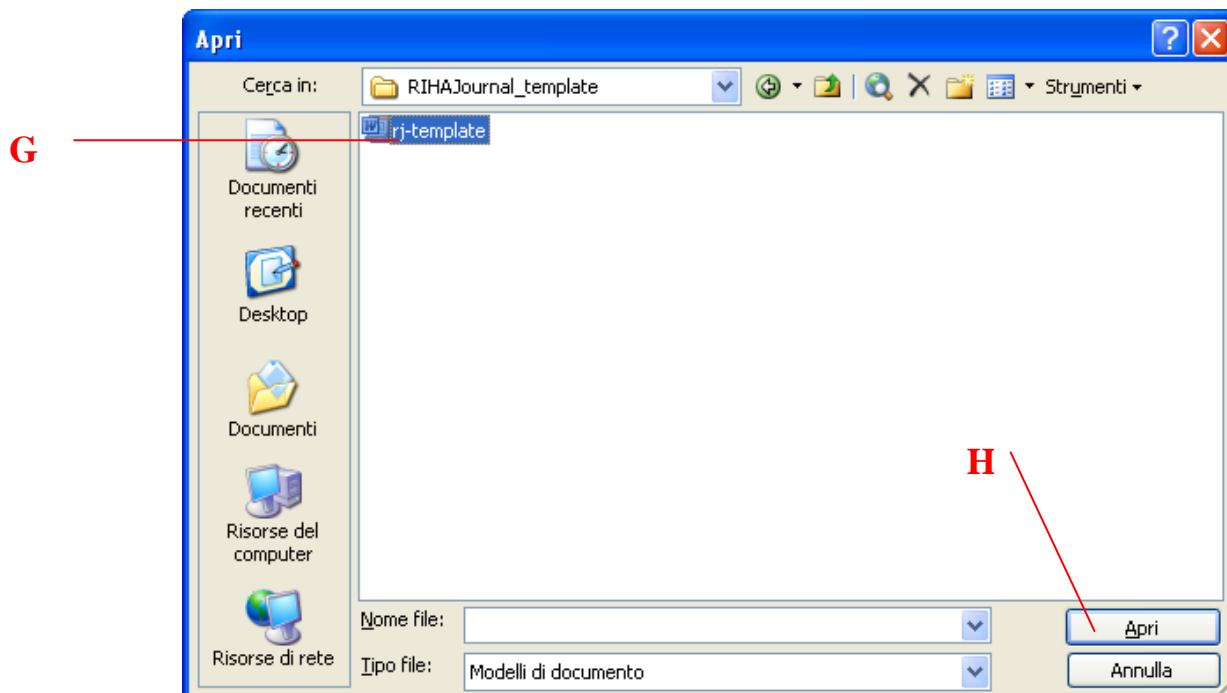 Apri
Cerca in: RIHAJournal_template Strumenti
G
rj-template
Documenti
recenti
Desktop
Documenti
H
Risorse del
computer
Nome file: Apri
Risorse di rete Tipo file: Modelli di documento Annulla